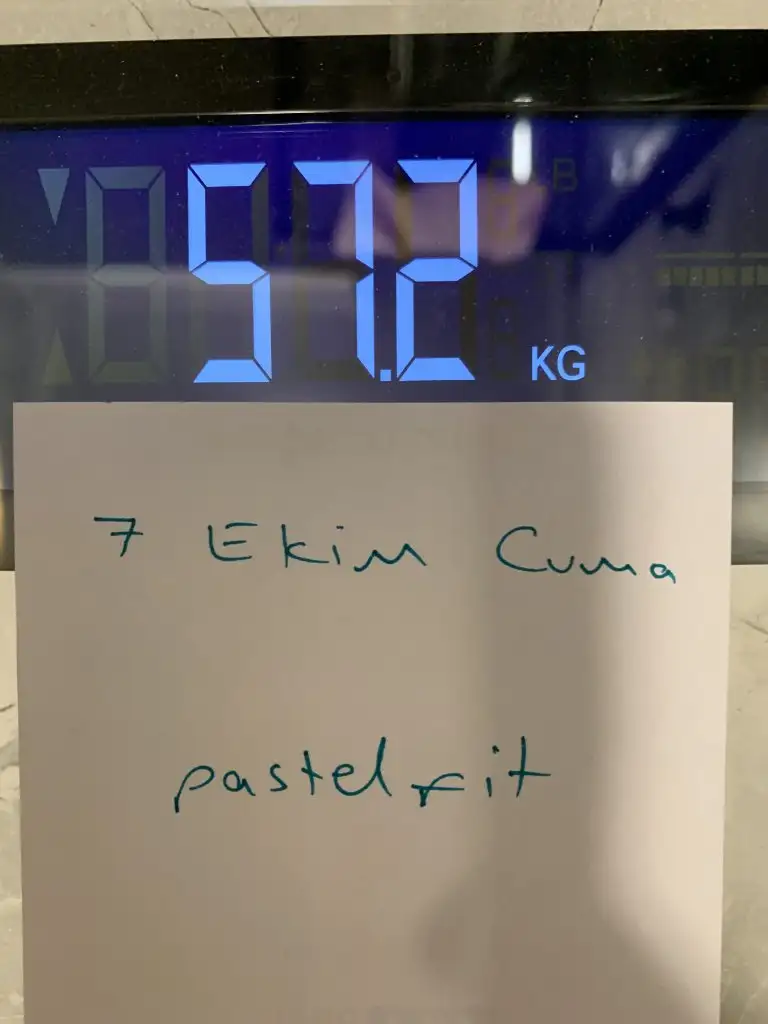 57.2 KG
7 Ekim Cuma
pastelfit